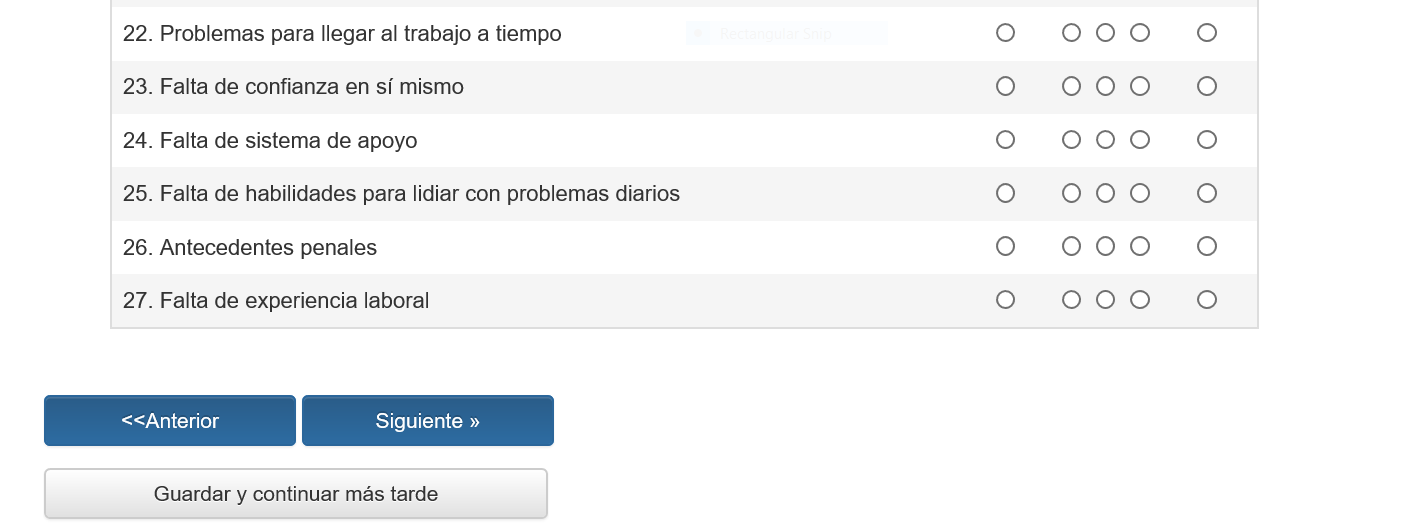 22. Problemas para llegar al trabajo a tiempo
Rectangular Snip
23. Falta de confianza en sí mismo
24. Falta de sistema de apoyo
25. Falta de habilidades para lidiar con problemas diarios
26. Antecedentes penales
27. Falta de experiencia laboral
<<Anterior
Siguiente »
Guardar y continuar más tarde